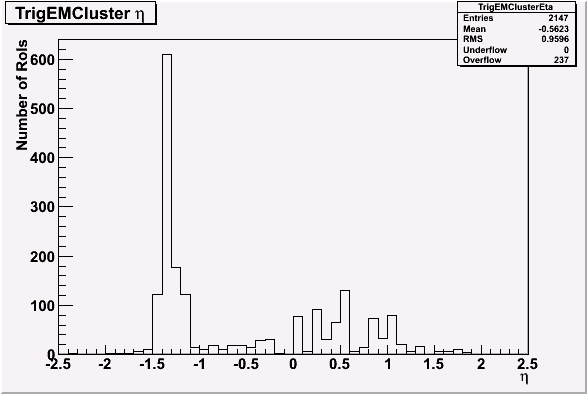 TrigEMCluster η
TrigEMClusterEta
Entries 2147
Mean -0.5623
RMS 0.9596
Underflow 0
Overflow 237
Number of RoIs
600
500
400
300
200
100
0
-2.5 -2 -1.5 -1 -0.5 0 0.5 1 1.5 2 2.5
η